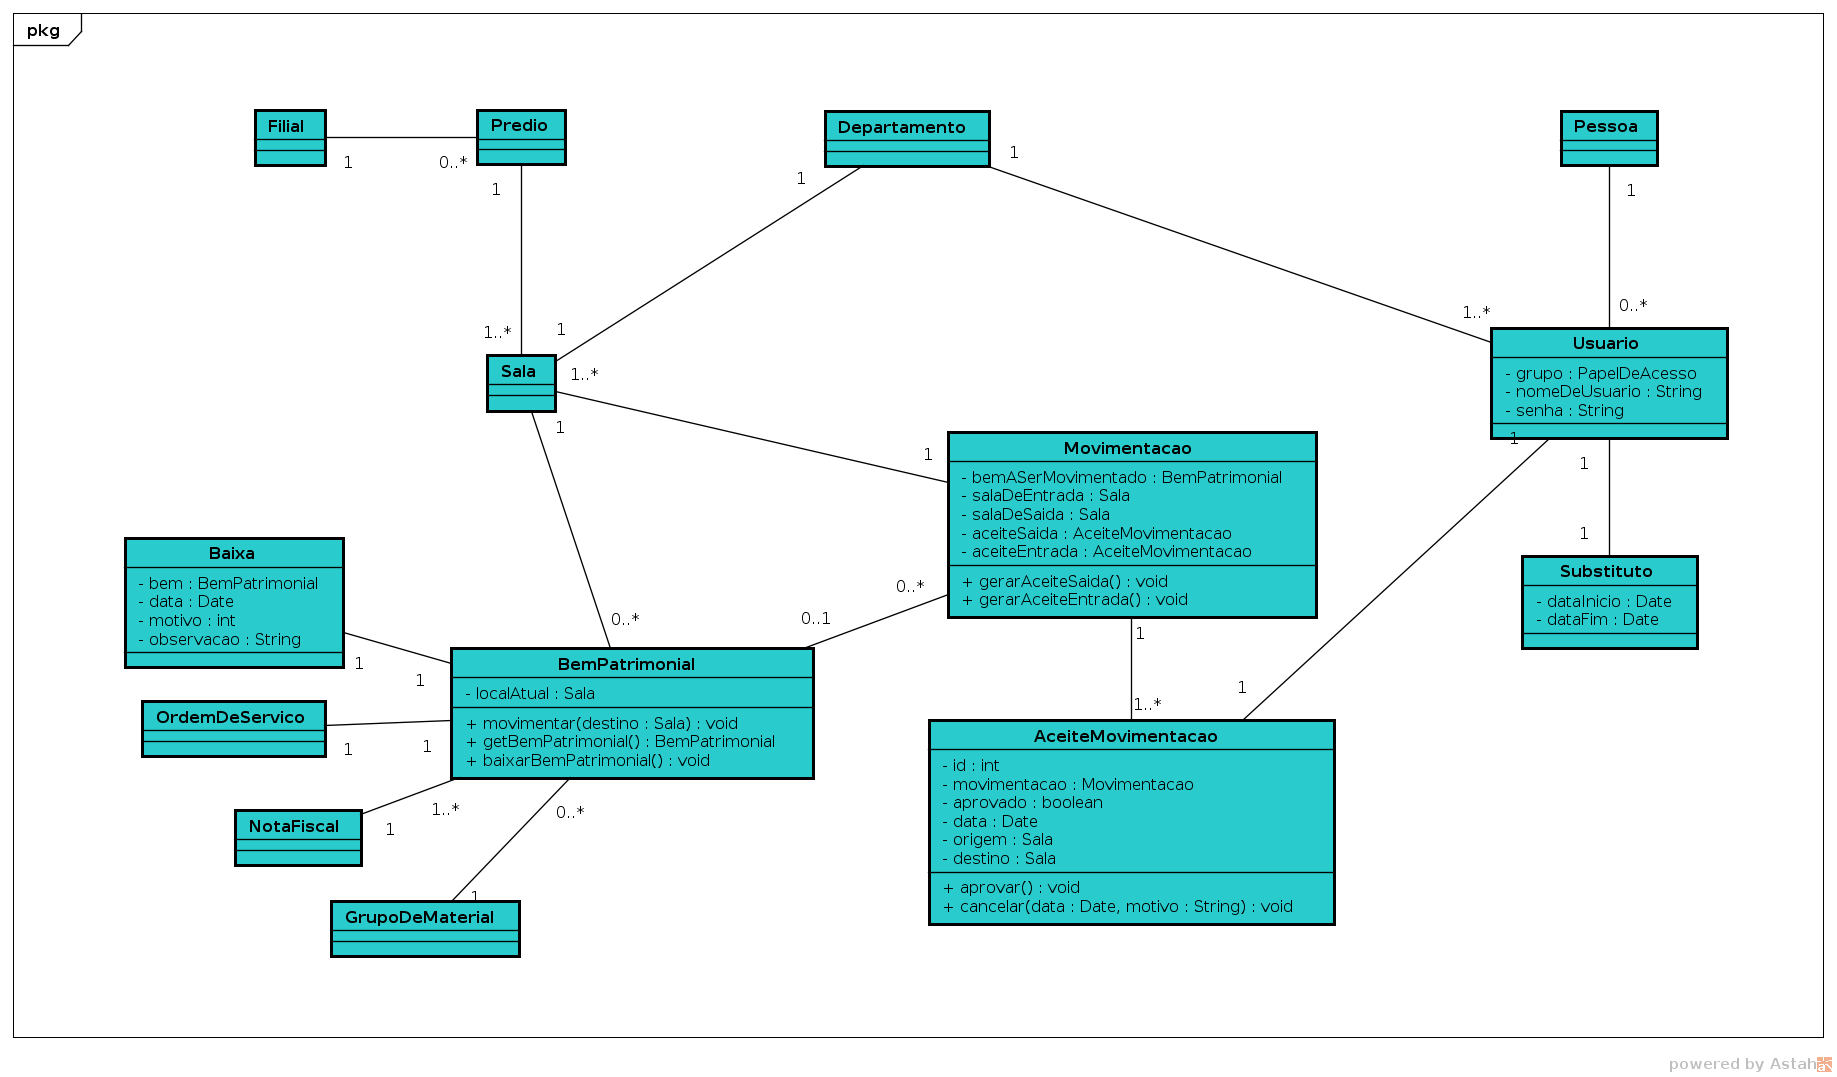 pkg
Filial
1
0..*
Predio
1
1..*
Departamento
1
1
1
1..*
Pessoa
1
0..*
Sala
1..*
1
1
Usuario
- grupo : PapelDeAcesso
- nomeDeUsuario : String
- senha : String
1
1
1
Movimentacao
- bemASerMovimentado : BemPatrimonial
- salaDeEntrada : Sala
- salaDeSaida : Sala
- aceiteSaida : AceiteMovimentacao
- aceiteEntrada : AceiteMovimentacao
+ gerarAceiteSaida() : void
+ gerarAceiteEntrada() : void
0..*
0..1
0..*
1
1..*
1
Substituto
- dataInicio : Date
- dataFim : Date
Baixa
- bem : BemPatrimonial
- data : Date
- motivo : int
- observacao : String
1
1
BemPatrimonial
- localAtual : Sala
+ movimentar(destino : Sala) : void
+ getBemPatrimonial() : BemPatrimonial
+ baixarBemPatrimonial() : void
OrdemDeServico
1
1
NotaFiscal
1
1..*
0..*
1
GrupoDeMaterial
AceiteMovimentacao
- id : int
- movimentacao : Movimentacao
- aprovado : boolean
- data : Date
- origem : Sala
- destino : Sala
+ aprovar() : void
+ cancelar(data : Date, motivo : String) : void
powered by Astah